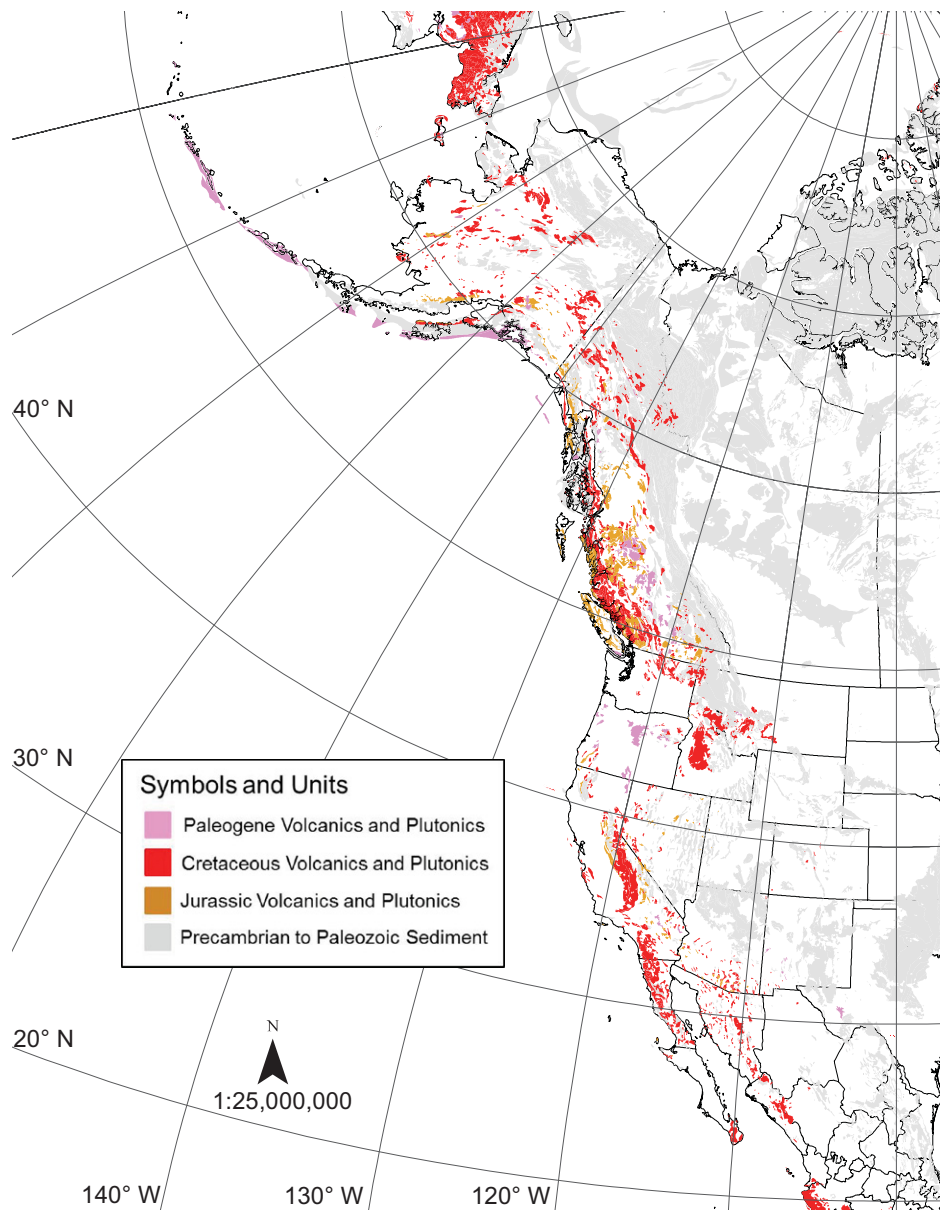 40° N
30° N
Symbols and Units
Paleogene Volcanics and Plutonics
Cretaceous Volcanics and Plutonics
Jurassic Volcanics and Plutonics
Precambrian to Paleozoic Sediment
20° N
N
1:25,000,000
140° W
130° W
120° W